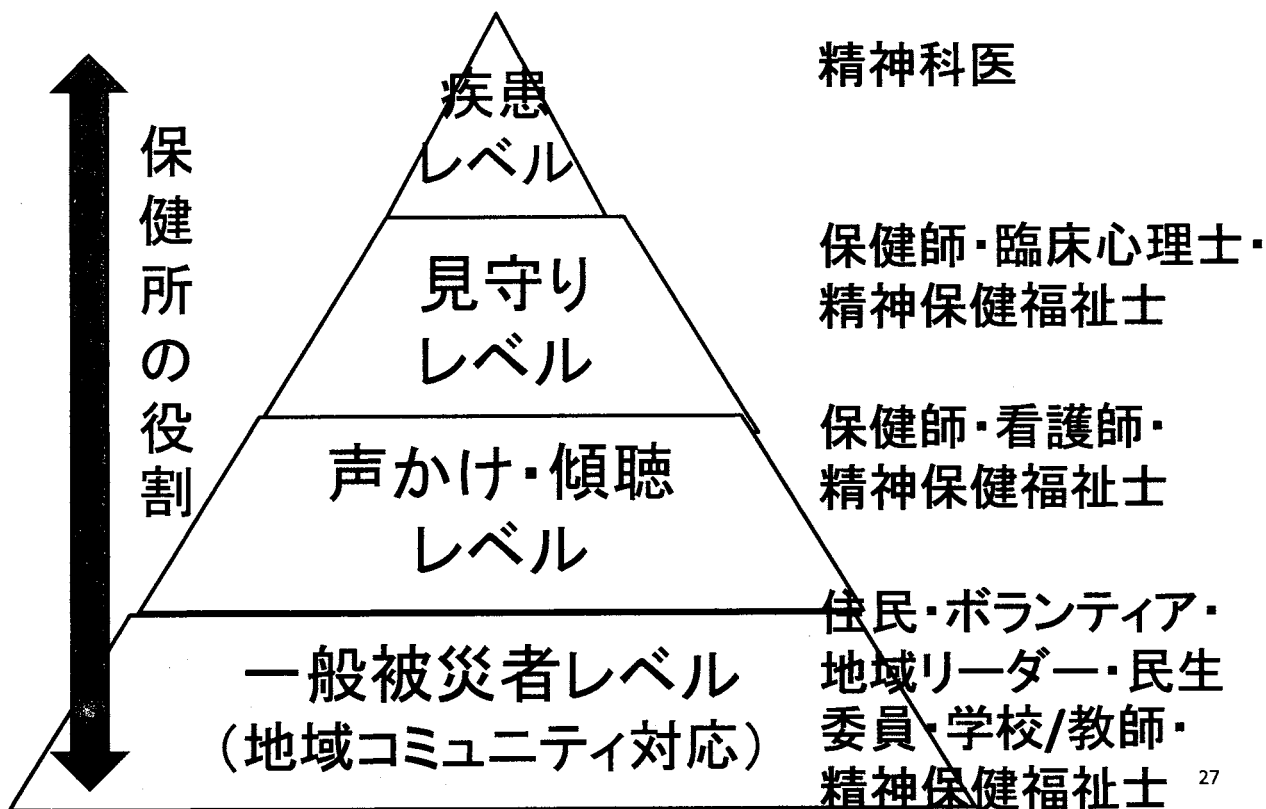 保健所の役割
疾患
レベル
見守り
レベル
声かけ・傾聴
レベル
一般被災者レベル
（地域コミュニティ対応）
精神科医
保健師・臨床心理士・
精神保健福祉士
保健師・看護師・
精神保健福祉士
住民・ボランティア・
地域リーダー・民生
委員・学校/教師・
精神保健福祉士
27